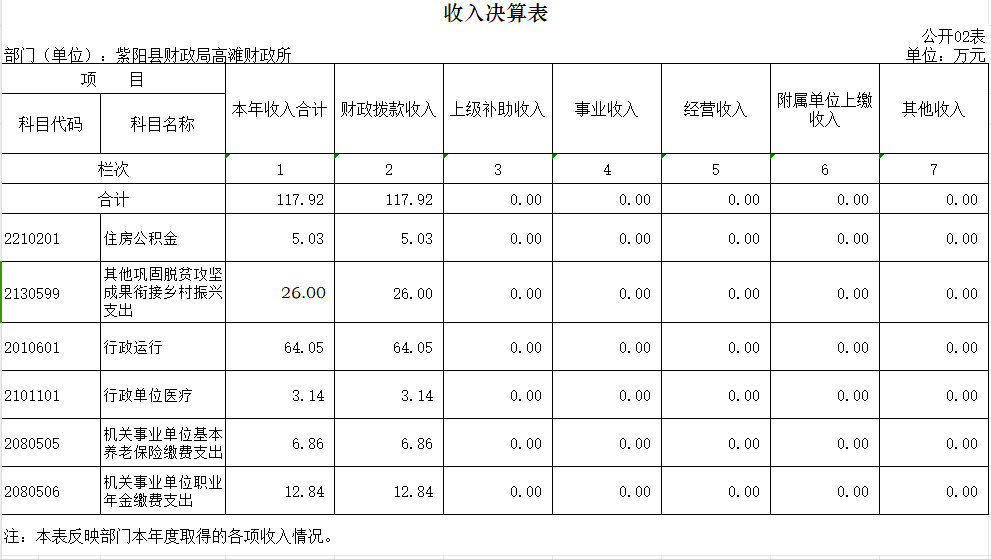 收入决算表
公开02表
部门（单位）：紫阳县财政局高滩财政所
单位：万元
项 目
本年收入合计 财政拨款收入 上级补助收入 事业收入 经营收入 附属单位上缴
收入 其他收入
科目代码 科目名称
栏次 1 2 3 4 5 6 7
合计 117.92 117.92 0.00 0.00 0.00 0.00 0.00
2210201 住房公积金 5.03 5.03 0.00 0.00 0.00 0.00 0.00
2130599 其他巩固脱贫攻坚
成果衔接乡村振兴
支出 26.00 26.00 0.00 0.00 0.00 0.00 0.00
2010601 行政运行 64.05 64.05 0.00 0.00 0.00 0.00 0.00
2101101 行政单位医疗 3.14 3.14 0.00 0.00 0.00 0.00 0.00
2080505 机关事业单位基本
养老保险缴费支出 6.86 6.86 0.00 0.00 0.00 0.00 0.00
2080506 机关事业单位职业
年金缴费支出 12.84 12.84 0.00 0.00 0.00 0.00 0.00
注：本表反映部门本年度取得的各项收入情况。